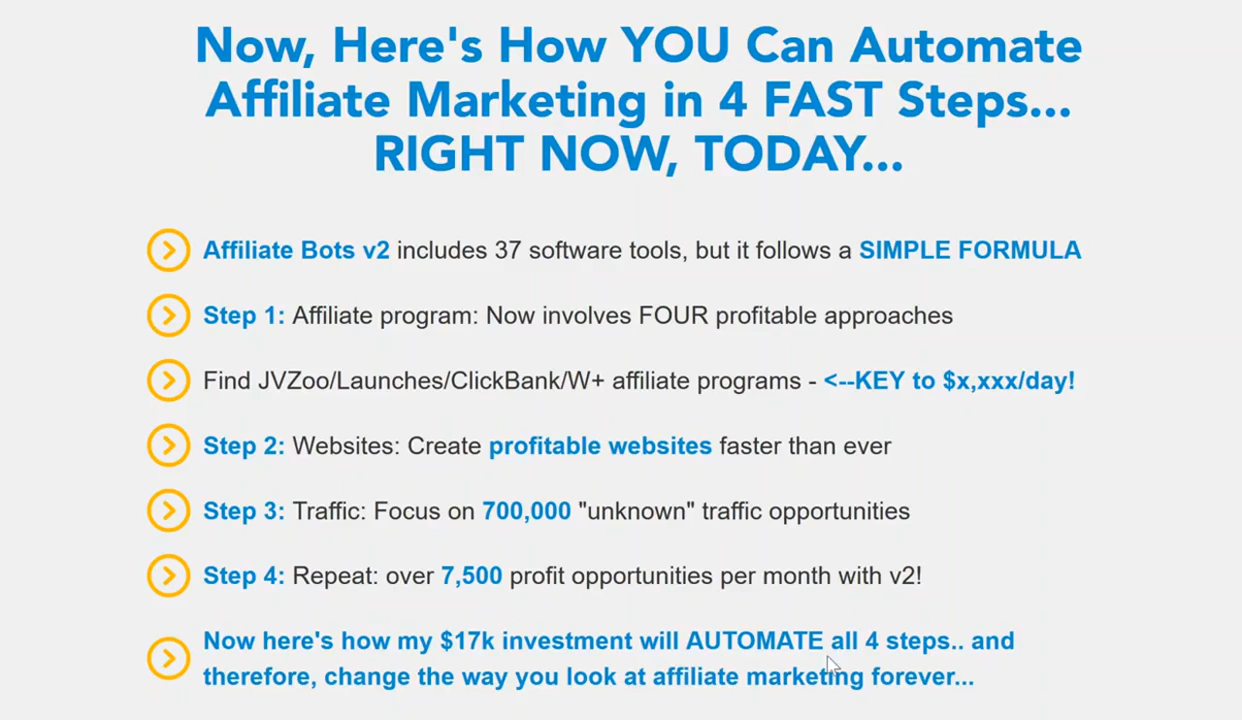 Now, Here's How YOU Can Automate
Affiliate Marketing in 4 FAST Steps...
RIGHT NOW, TODAY...
Affiliate Bots v2 includes 37 software tools, but it follows a SIMPLE FORMULA
Step 1: Affiliate program: Now involves FOUR profitable approaches
Find JVZoo/Launches/ClickBank/W+ affiliate programs - <--KEY to $x,xxx/day!
Step 2: Websites: Create profitable websites faster than ever
Step 3: Traffic: Focus on 700,000 "unknown" traffic opportunities
Step 4: Repeat: over 7,500 profit opportunities per month with v2!
Now here's how my $17k investment will AUTOMATE all 4 steps.. and
therefore, change the way you look at affiliate marketing forever...